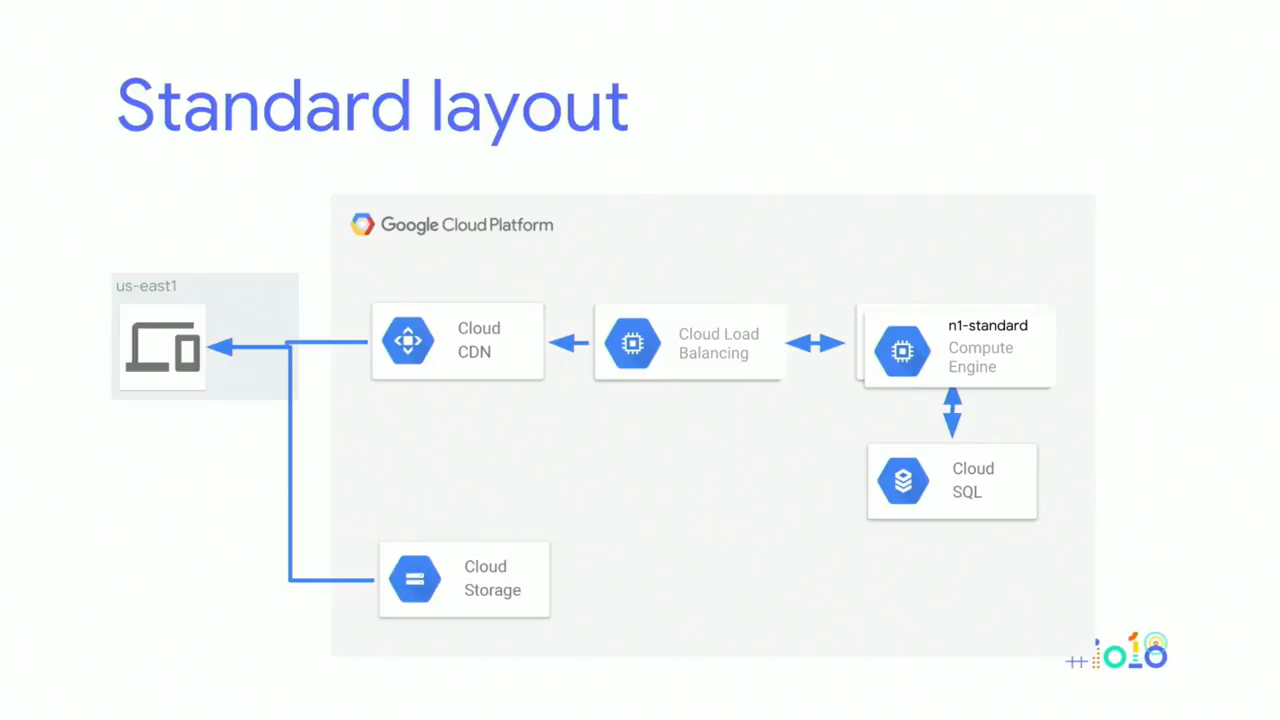 Standard layout
Google Cloud Platform
us-east1
Cloud
CDN
Cloud Load
Balancing
n1-standard
Compute
Engine
Cloud
SQL
Cloud
Storage
#io18